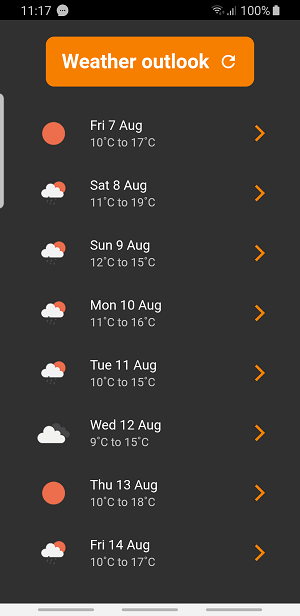 11:17
100%
Weather outlook
Fri 7 Aug
10°C to 17°C
Sat 8 Aug
11°C to 19°C
Sun 9 Aug
12°C to 15°C
Mon 10 Aug
11°C to 16°C
Tue 11 Aug
10°C to 15°C
Wed 12 Aug
9°C to 15°C
Thu 13 Aug
10°C to 18°C
Fri 14 Aug
10°C to 17°C